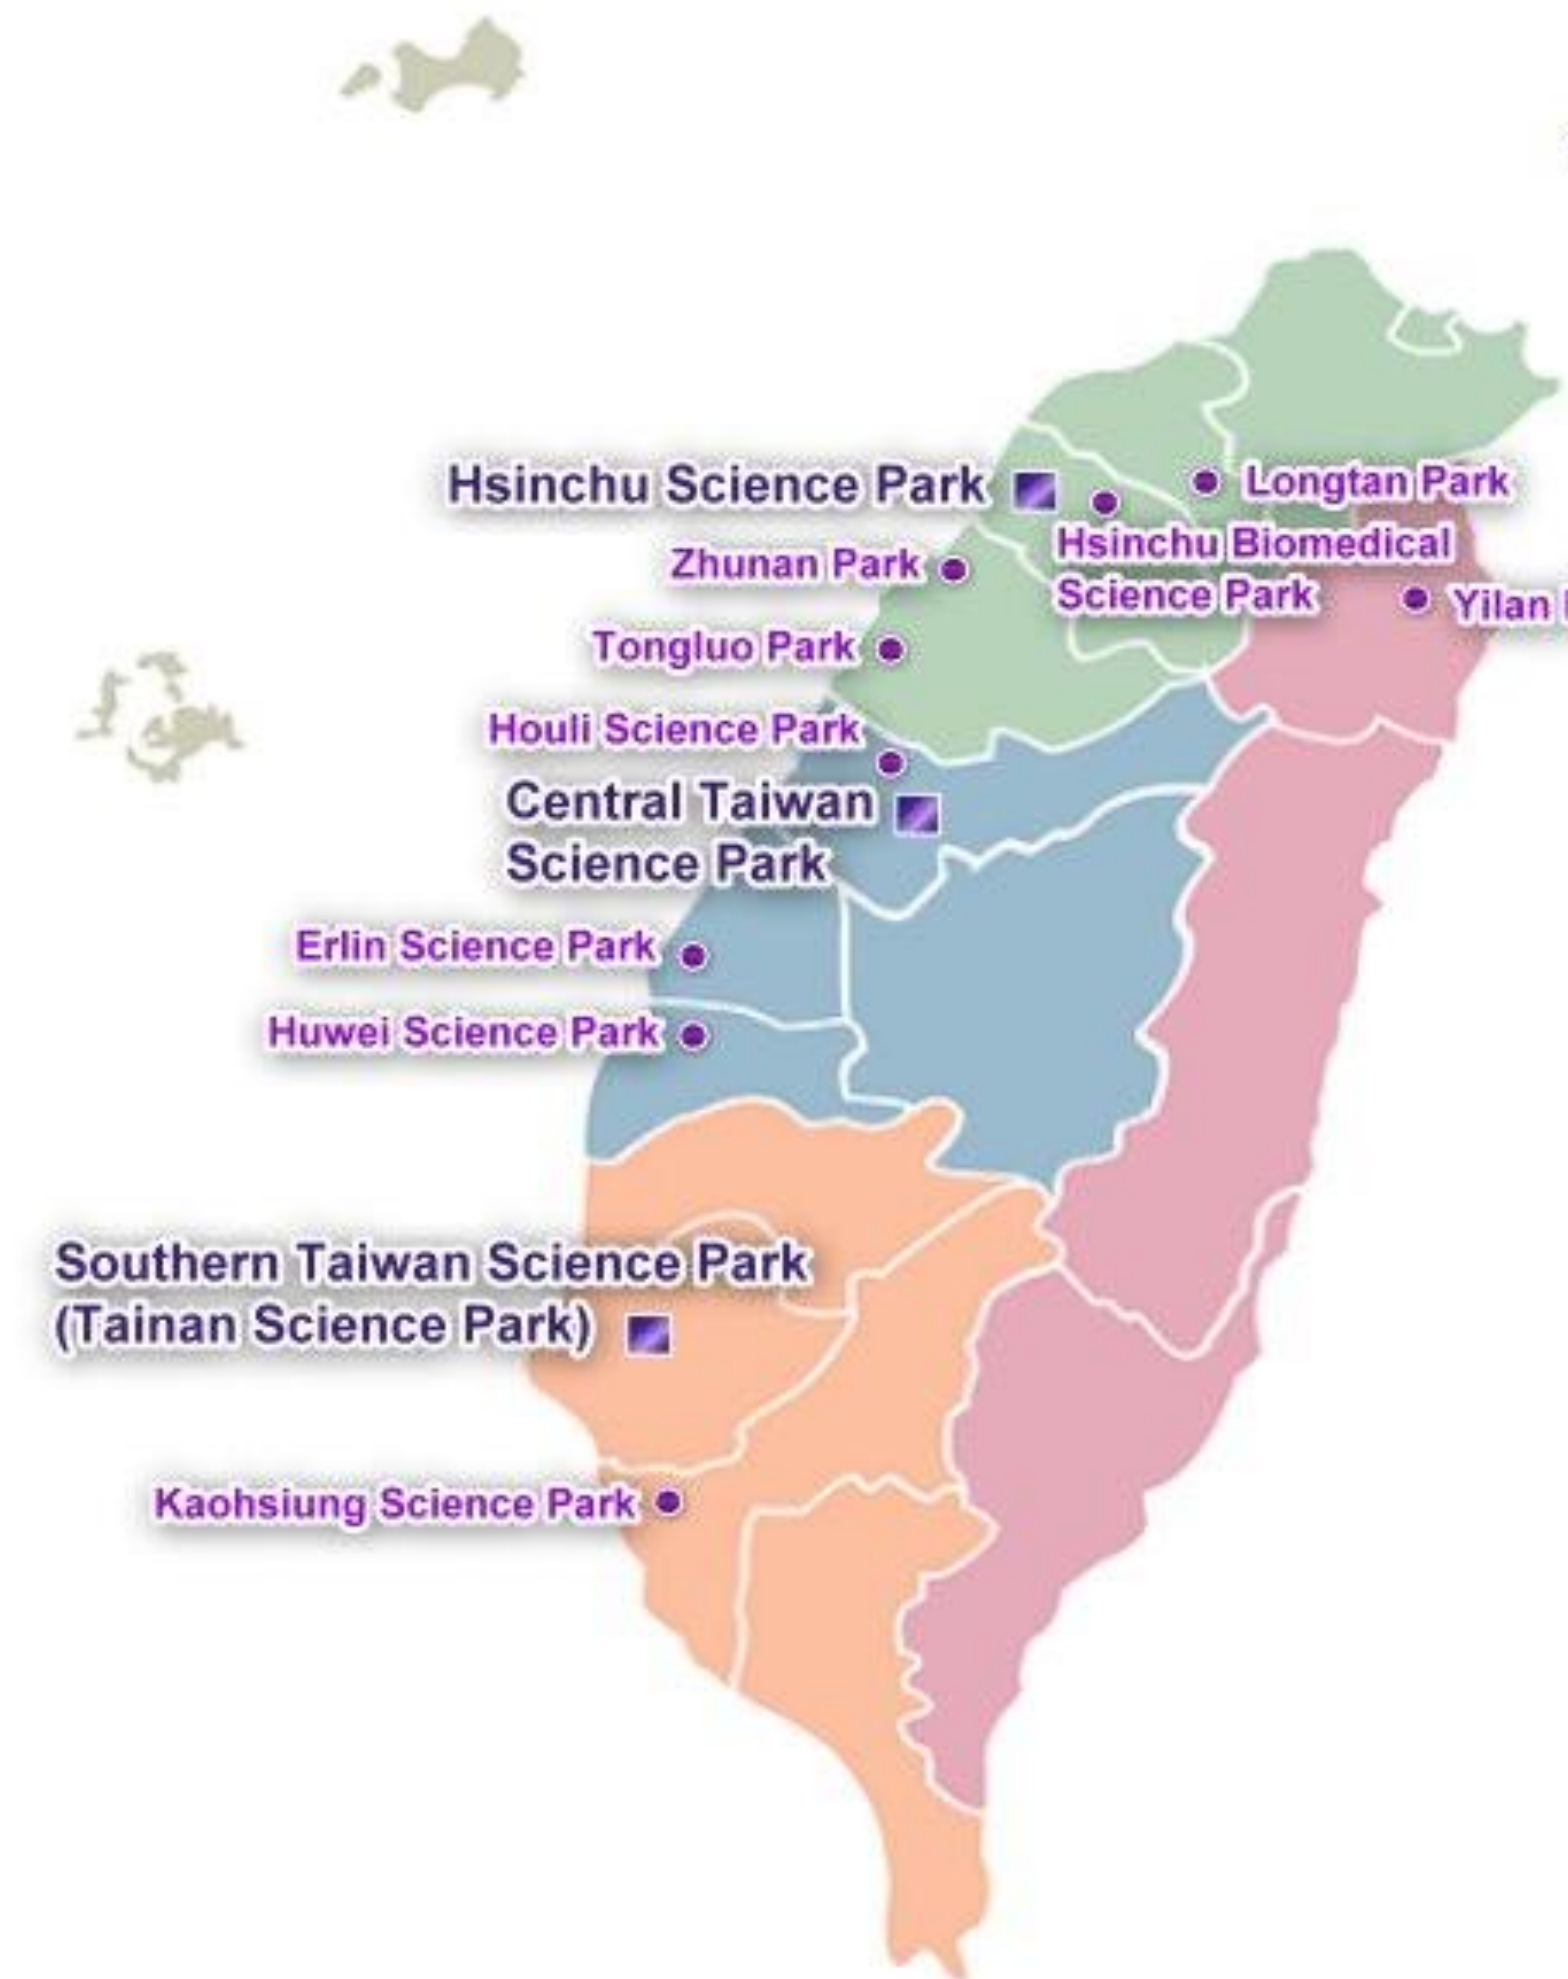 Hsinchu Science Park
Longtan Park
Hsinchu Biomedical
Science Park
Zhunan Park
Yilan
Tongluo Park
Houli Science Park
Central Taiwan
Science Park
Erlin Science Park
Huwei Science Park
Southern Taiwan Science Park
(Tainan Science Park)
Kaohsiung Science Park